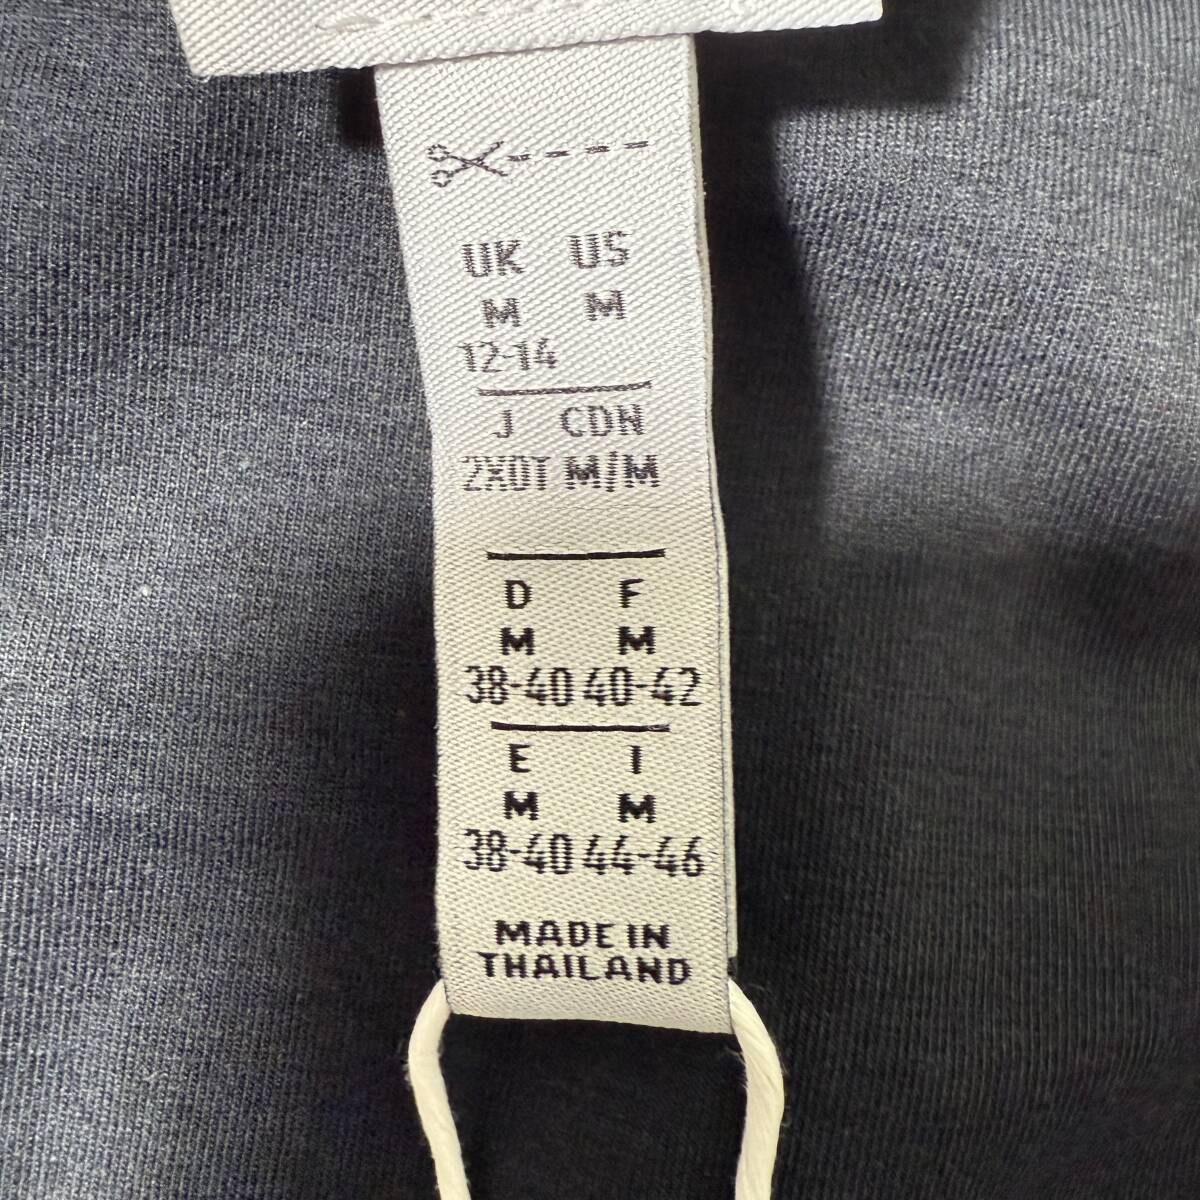 UK US
M M
12-14
J CDN
2XOT M/M
D F
M M
38-40 40-42
E I
M M
38-40 44-46
MADE IN
THAILAND